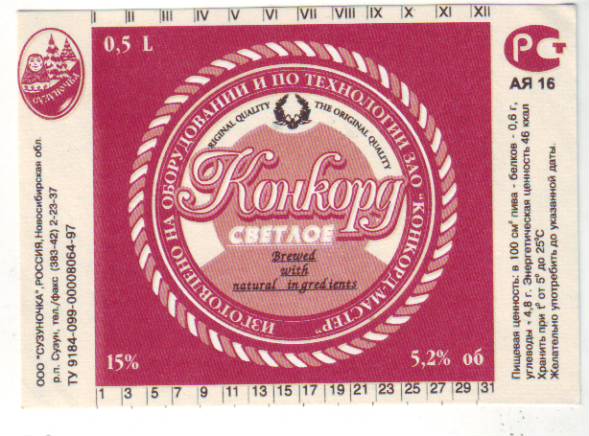 I II III IV V VI VII VIII IX X XI XII
0,5 L
ИЗГОТОВЛЕНО НА ОБОРУДОВАНИИ И ПО ТЕХНОЛОГИИ ЗАО "КОНКОРД-МАСТЕР"
RIGINAL QUALITY
THE ORIGINAL QUALITY
Конкорд
СВЕТЛОЕ
Brewed
with
natural ingredients
15%
5,2% об
1 3 5 7 9 11 13 15 17 19 21 23 25 27 29 31
СУЗУНОЧКА
ООО "СУЗУНОЧКА", РОССИЯ, Новосибирская обл.
р.п. Сузун, тел./факс (383-42) 2-23-37
ТУ 9184-099-00008064-97
РСТ
АЯ 16
Пищевая ценность: в 100 см³ пива - белков - 0,6 г,
углеводы - 4,8 г. Энергетическая ценность 46 ккал
Хранить при t° от 5° до 25°С
Желательно употребить до указанной даты.